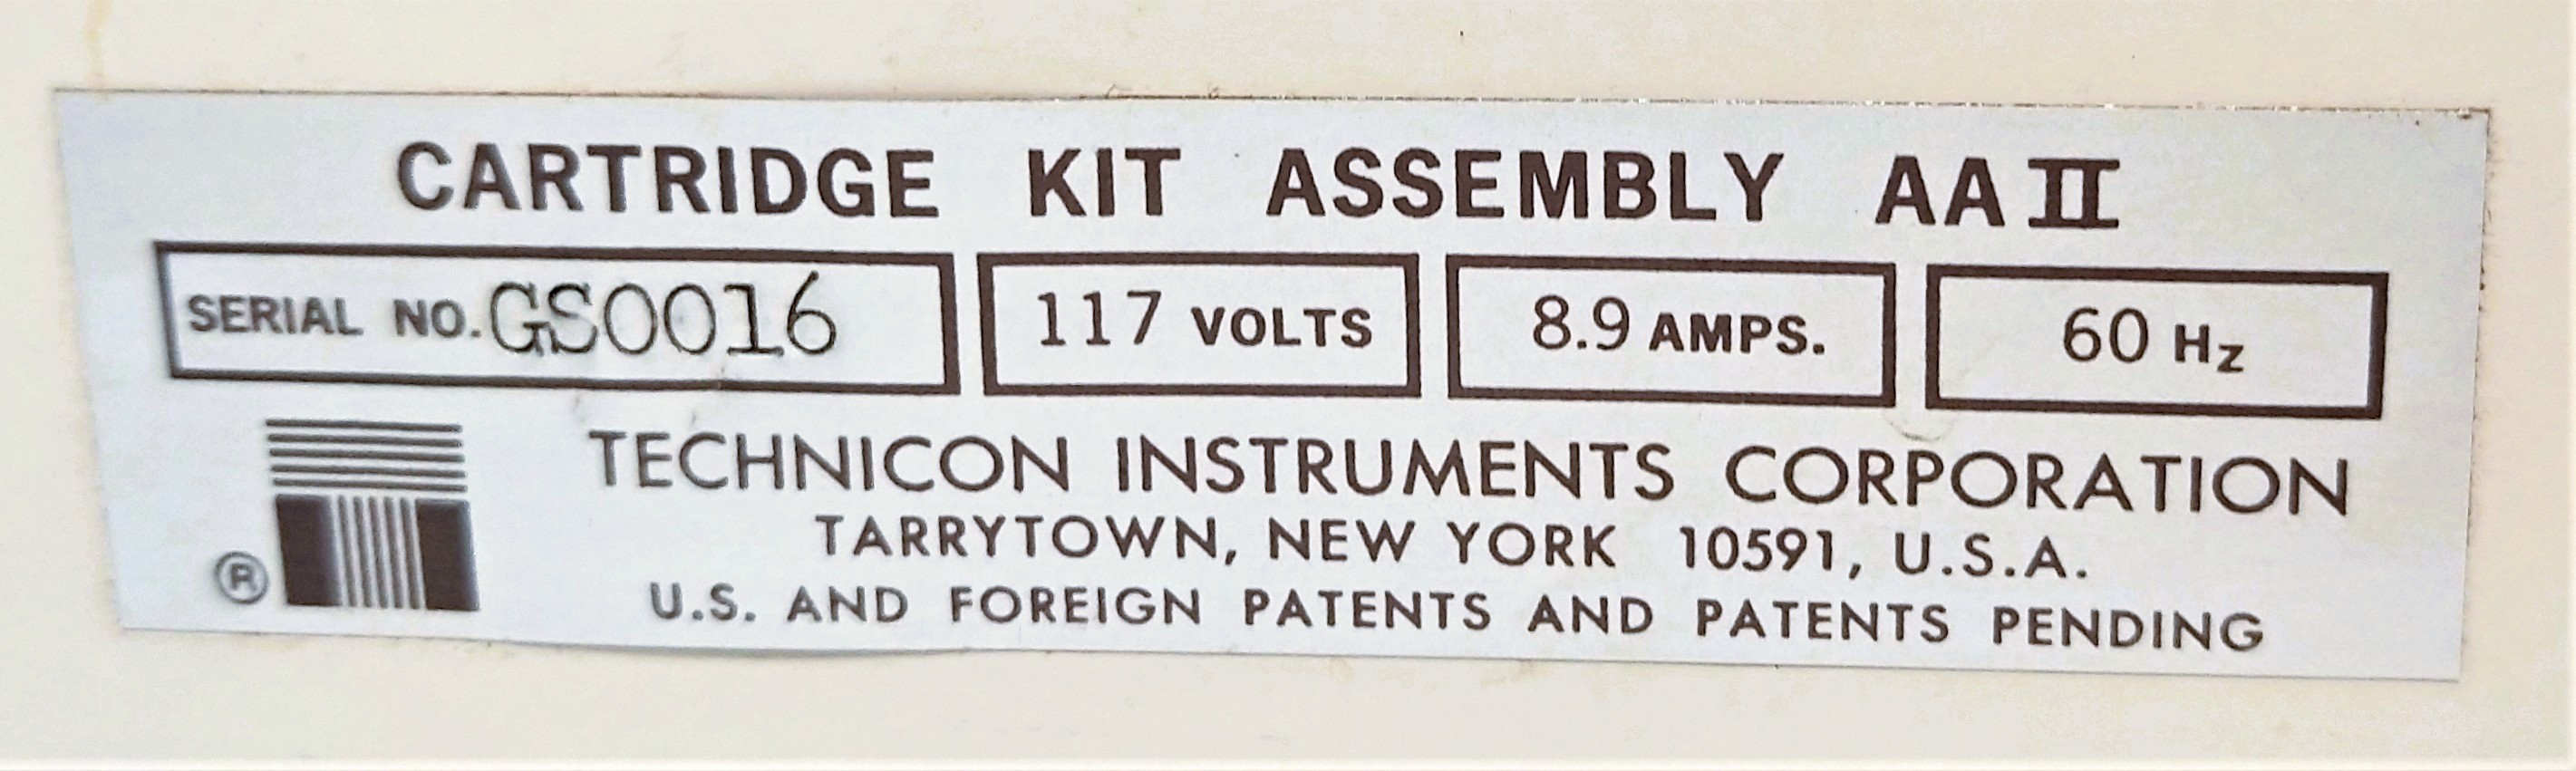 CARTRIDGE KIT ASSEMBLY AA II
SERIAL NO. GS0016 117 VOLTS 8.9 AMPS. 60 Hz
TECHNICON INSTRUMENTS CORPORATION
TARRYTOWN, NEW YORK 10591, U.S.A.
® U.S. AND FOREIGN PATENTS AND PATENTS PENDING